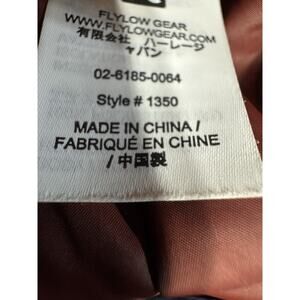 FLYLOW GEAR
WWW.FLYLOWGEAR.COM
有限会社 ハーレージ
ャパン
02-6185-0064
Style # 1350
MADE IN CHINA /
FABRIQUÉ EN CHINE
/ 中国製